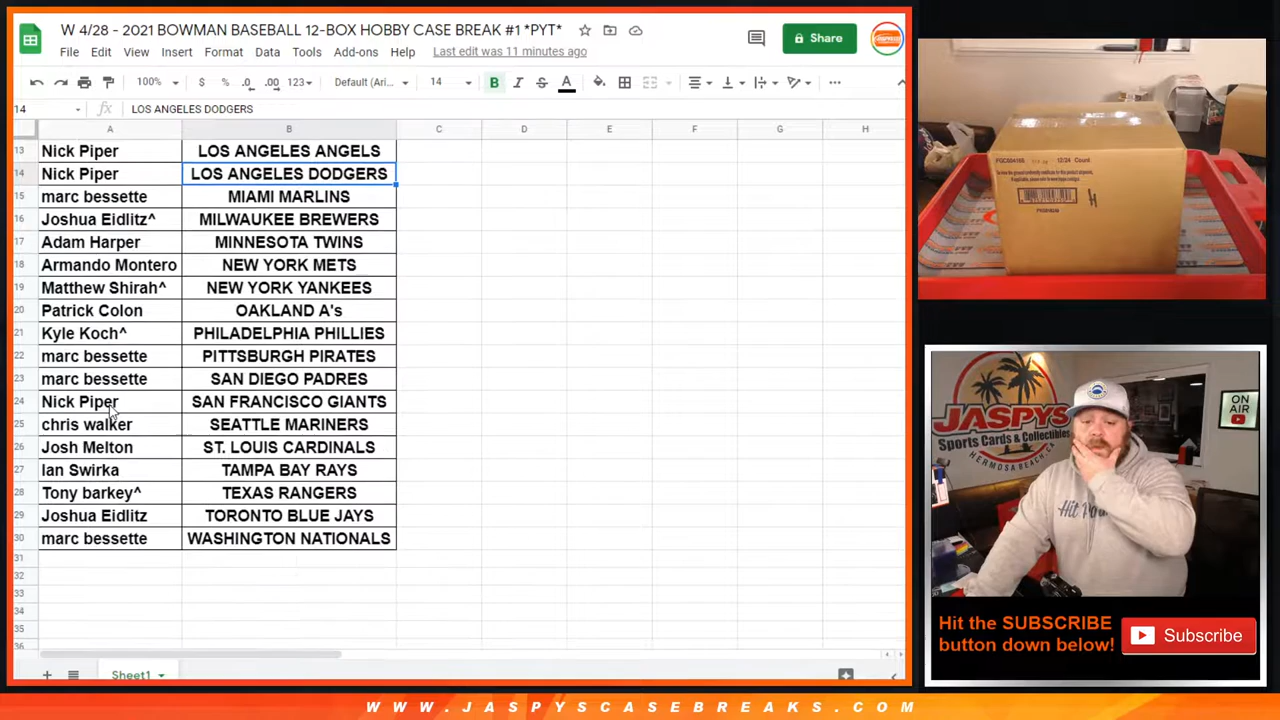 W 4/28 - 2021 BOWMAN BASEBALL 12-BOX HOBBY CASE BREAK #1 *PYT*
Share
File Edit View Insert Format Data Tools Add-ons Help Last edit was 11 minutes ago
100% $ % .0 .00 123 Default (Ari... 14 B I S A
14 fx LOS ANGELES DODGERS
A B C D E F G H
13 Nick Piper LOS ANGELES ANGELS
14 Nick Piper LOS ANGELES DODGERS
15 marc bessette MIAMI MARLINS
16 Joshua Eidlitz^ MILWAUKEE BREWERS
17 Adam Harper MINNESOTA TWINS
18 Armando Montero NEW YORK METS
19 Matthew Shirah^ NEW YORK YANKEES
20 Patrick Colon OAKLAND A's
21 Kyle Koch^ PHILADELPHIA PHILLIES
22 marc bessette PITTSBURGH PIRATES
23 marc bessette SAN DIEGO PADRES
24 Nick Piper SAN FRANCISCO GIANTS
25 chris walker SEATTLE MARINERS
26 Josh Melton ST. LOUIS CARDINALS
27 Ian Swirka TAMPA BAY RAYS
28 Tony barkey^ TEXAS RANGERS
29 Joshua Eidlitz TORONTO BLUE JAYS
30 marc bessette WASHINGTON NATIONALS
31
32
33
34
35
36
Sheet1
12/24 Count
H
JASPYS
Sports Cards & Collectibles
HERMOSA BEACH, CA
ON AIR
Hit
Hit the SUBSCRIBE
button down below!
Subscribe
WWW.JASPYSCASEBREAKS.COM